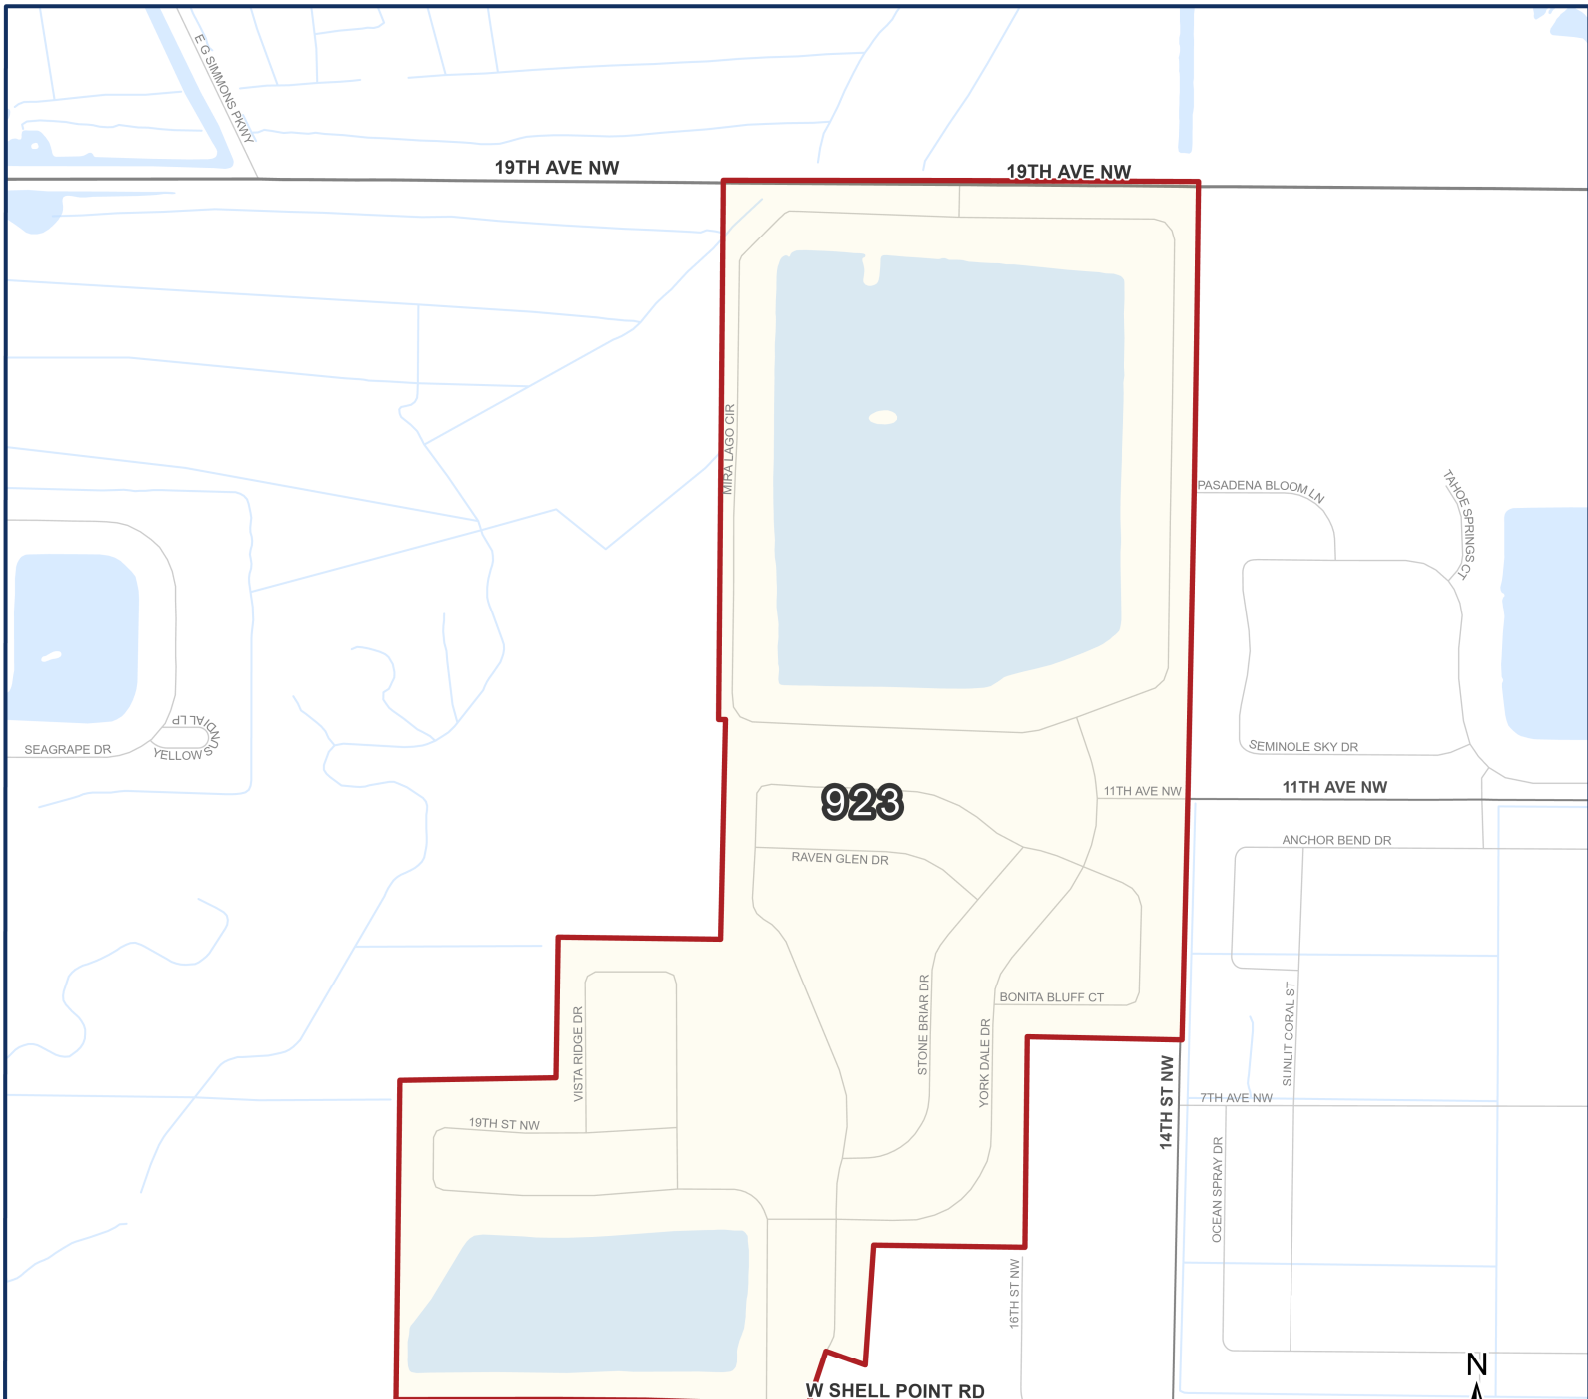 E G SIMMONS PKWY
19TH AVE NW
19TH AVE NW
MIRA LAGO CIR
PASADENA BLOOM LN
TAHOE SPRINGS CT
SEAGRAPE DR
YELLOW SUNDIAL LP
SEMINOLE SKY DR
923
11TH AVE NW
11TH AVE NW
ANCHOR BEND DR
RAVEN GLEN DR
STONE BRIAR DR
BONITA BLUFF CT
VISTA RIDGE DR
YORK DALE DR
SUNLIT CORAL ST
14TH ST NW
7TH AVE NW
19TH ST NW
OCEAN SPRAY DR
16TH ST NW
N
W SHELL POINT RD